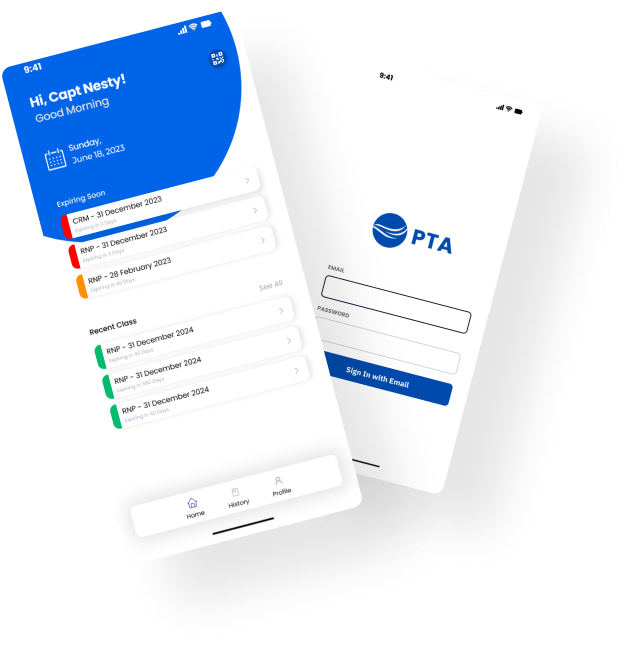 9:41
Hi, Capt Nesty!
Good Morning
Sunday,
June 18, 2023
Expiring Soon
CRM - 31 December 2023
Expiring in 3 Days
RNP - 31 December 2023
Expiring in 3 Days
RNP - 28 February 2023
Expiring in 40 Days
Recent Class
See All
RNP - 31 December 2024
Expiring in 40 Days
RNP - 31 December 2024
Expiring in 360 Days
RNP - 31 December 2024
Expiring in 40 Days
Home
History
Profile
9:41
PTA
EMAIL
PASSWORD
Sign In with Email